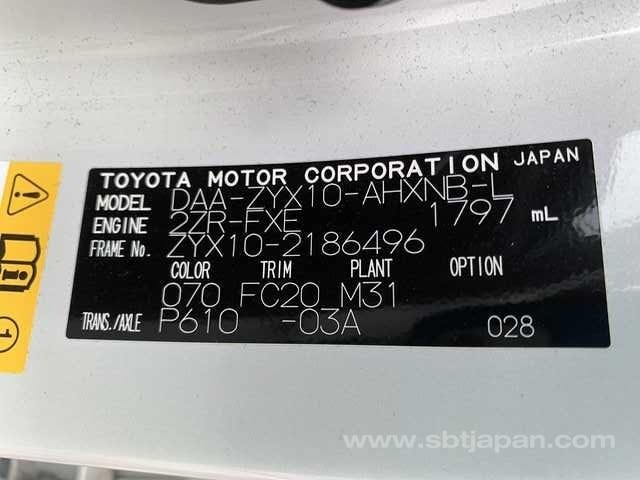 TOYOTA MOTOR CORPORATION JAPAN
MODEL DAA-ZYX10-AHXNB-L
ENGINE 2ZR-FXE 1797 mL
FRAME No. ZYX10-2186496
COLOR TRIM PLANT OPTION
070 FC20 M31
TRANS./AXLE P610 -03A 028
1
www.sbtjapan.com